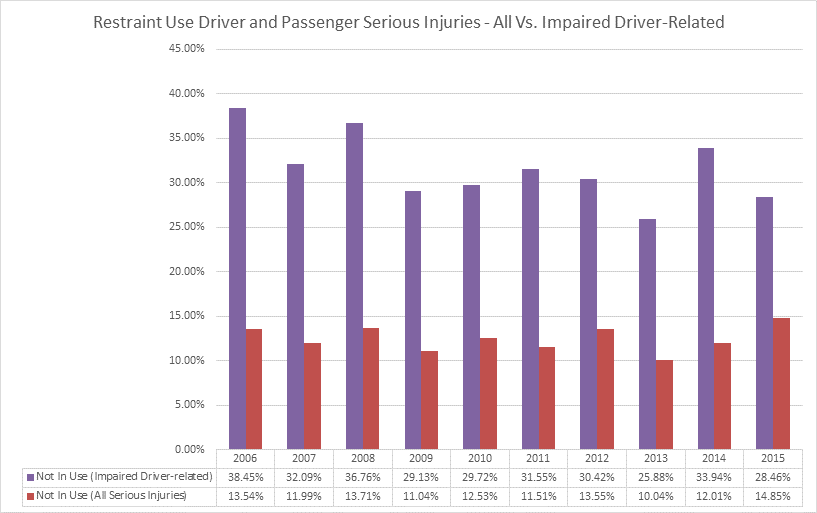 Restraint Use Driver and Passenger Serious Injuries - All Vs. Impaired Driver-Related
45.00%
40.00%
35.00%
30.00%
25.00%
20.00%
15.00%
10.00%
5.00%
0.00%
2006 2007 2008 2009 2010 2011 2012 2013 2014 2015
Not In Use (Impaired Driver-related) 38.45% 32.09% 36.76% 29.13% 29.72% 31.55% 30.42% 25.88% 33.94% 28.46%
Not In Use (All Serious Injuries) 13.54% 11.99% 13.71% 11.04% 12.53% 11.51% 13.55% 10.04% 12.01% 14.85%